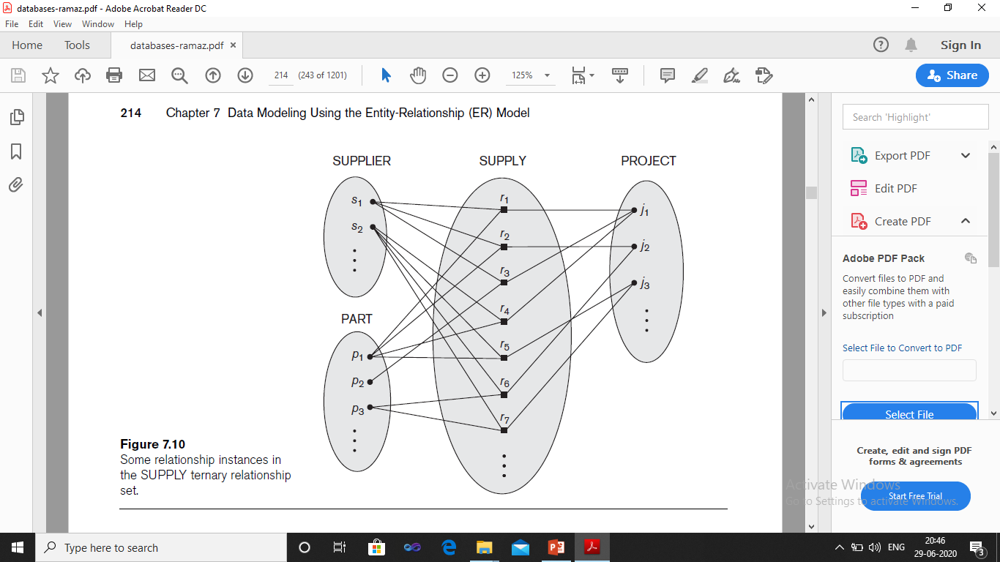 databases-ramaz.pdf - Adobe Acrobat Reader DC
File Edit View Window Help
Home Tools databases-ramaz.pdf × ? Sign In
214 (243 of 1201) 125% Share
214 Chapter 7 Data Modeling Using the Entity-Relationship (ER) Model
SUPPLIER SUPPLY PROJECT
s1
s2
PART
p1
p2
p3
r1
r2
r3
r4
r5
r6
r7
j1
j2
j3
Figure 7.10
Some relationship instances in
the SUPPLY ternary relationship
set.
Search 'Highlight'
Export PDF
Edit PDF
Create PDF
Adobe PDF Pack
Convert files to PDF and
easily combine them with
other file types with a paid
subscription
Select File to Convert to PDF
Select File
Create, edit and sign PDF
forms & agreements
Start Free Trial
Activate Windows
Go to Settings to activate Windows.
Type here to search
ENG
20:46
29-06-2020
3